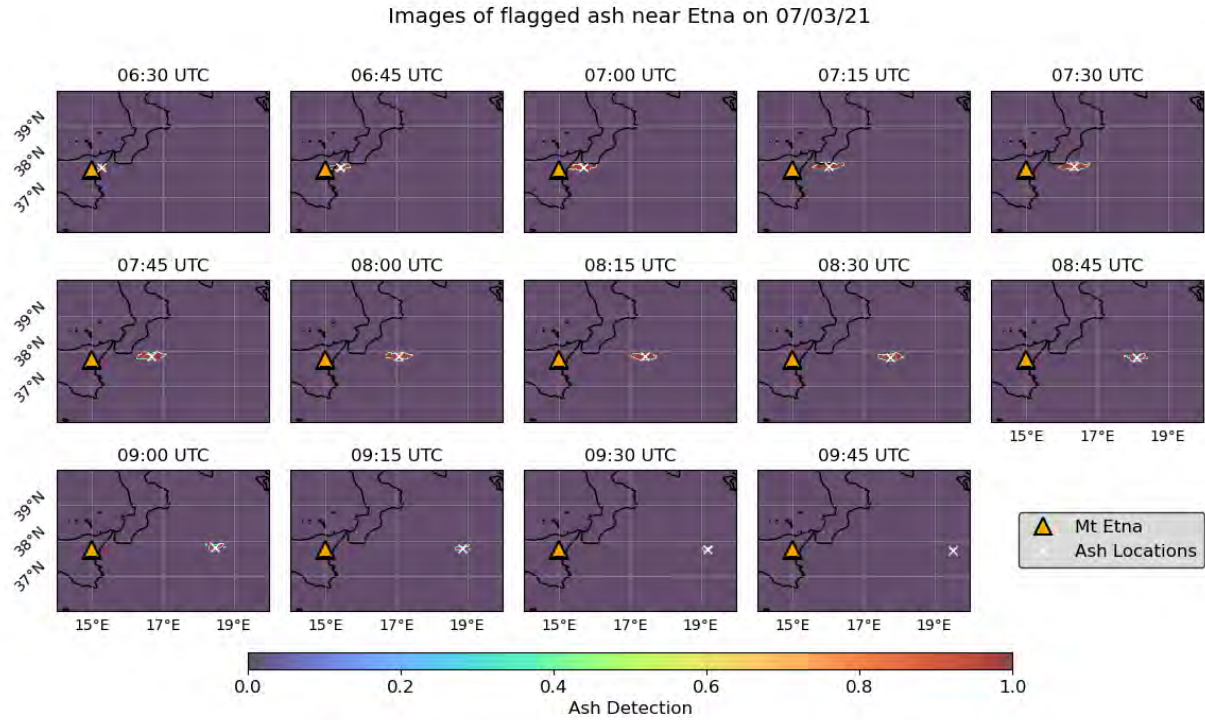 Images of flagged ash near Etna on 07/03/21
06:30 UTC
06:45 UTC
07:00 UTC
07:15 UTC
07:30 UTC
39°N
38°N
37°N
07:45 UTC
08:00 UTC
08:15 UTC
08:30 UTC
08:45 UTC
39°N
38°N
37°N
15°E 17°E 19°E
09:00 UTC
09:15 UTC
09:30 UTC
09:45 UTC
39°N
38°N
37°N
Mt Etna
Ash Locations
15°E 17°E 19°E
15°E 17°E 19°E
15°E 17°E 19°E
15°E 17°E 19°E
0.0 0.2 0.4 0.6 0.8 1.0
Ash Detection